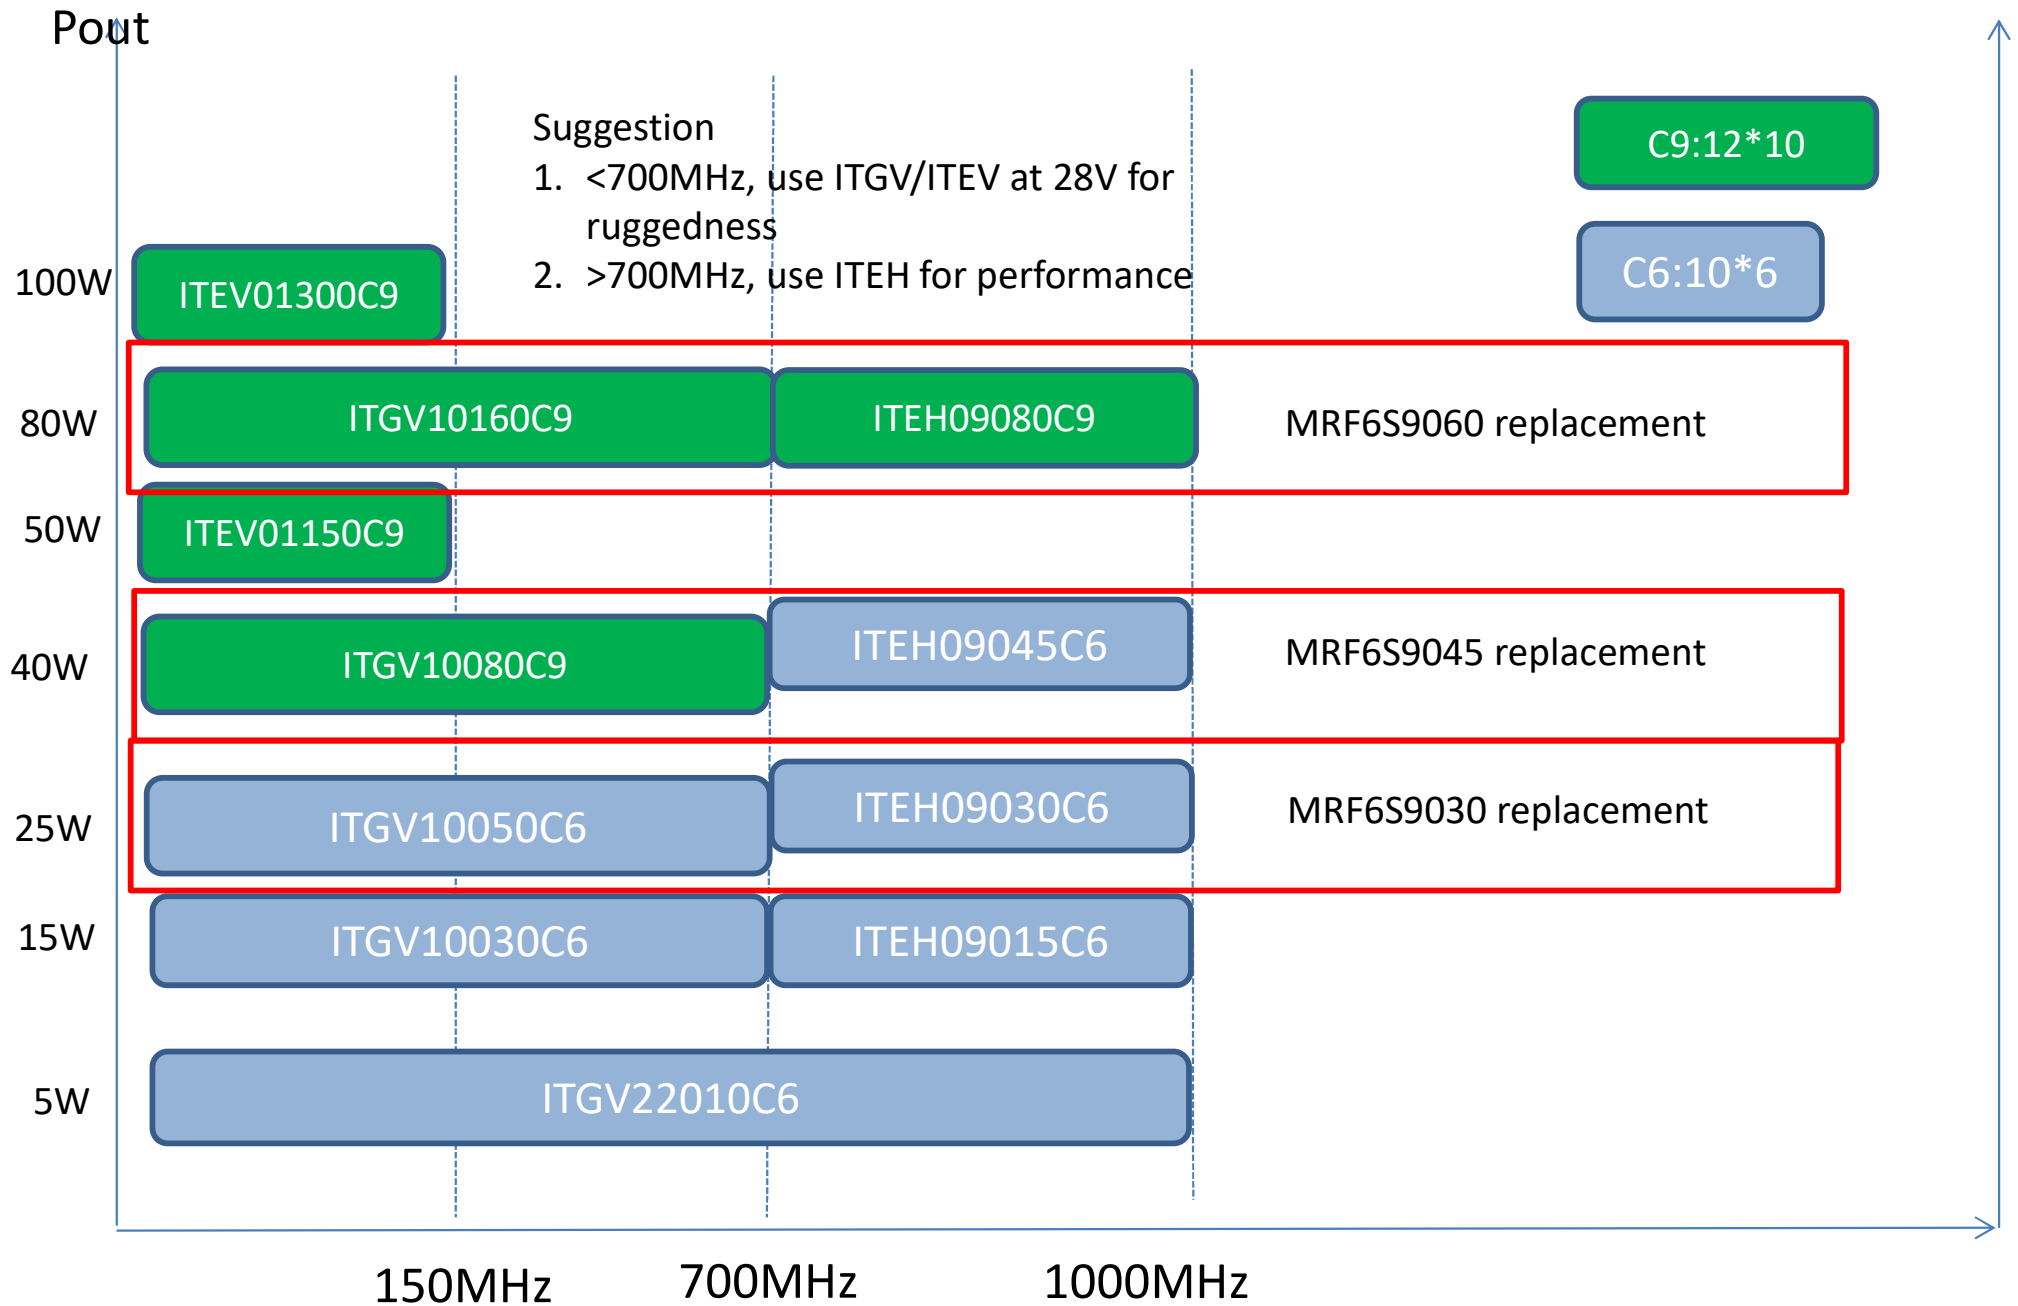 Pout
Suggestion
1. <700MHz, use ITGV/ITEV at 28V for
ruggedness
2. >700MHz, use ITEH for performance
C9:12*10
C6:10*6
100W
ITEV01300C9
80W
ITGV10160C9
ITEH09080C9
MRF6S9060 replacement
50W
ITEV01150C9
40W
ITGV10080C9
ITEH09045C6
MRF6S9045 replacement
25W
ITGV10050C6
ITEH09030C6
MRF6S9030 replacement
15W
ITGV10030C6
ITEH09015C6
5W
ITGV22010C6
150MHz
700MHz
1000MHz